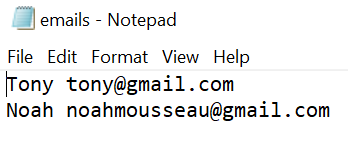 emails - Notepad
File Edit Format View Help
Tony tony@gmail.com
Noah noahmousseau@gmail.com